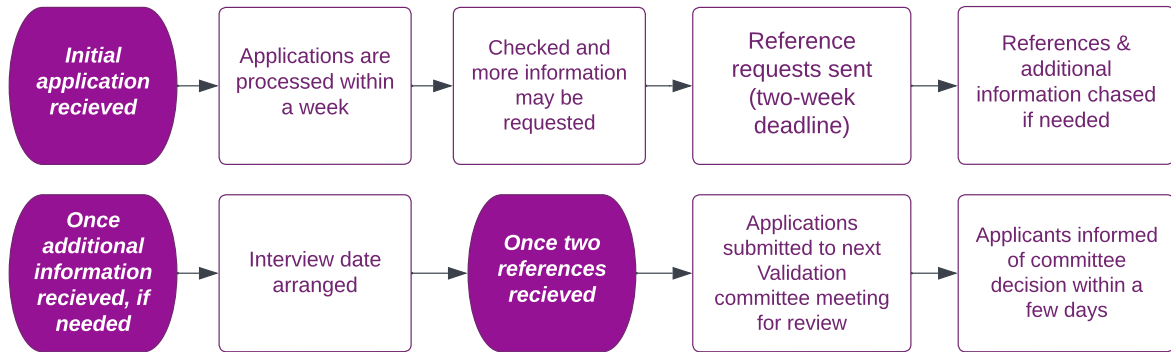 Initial
application
recieved
Applications are
processed within
a week
Checked and
more information
may be
requested
Reference
requests sent
(two-week
deadline)
References &
additional
information chased
if needed
Once
additional
information
recieved, if
needed
Interview date
arranged
Once two
references
recieved
Applications
submitted to next
Validation
committee meeting
for review
Applicants informed
of committee
decision within a
few days